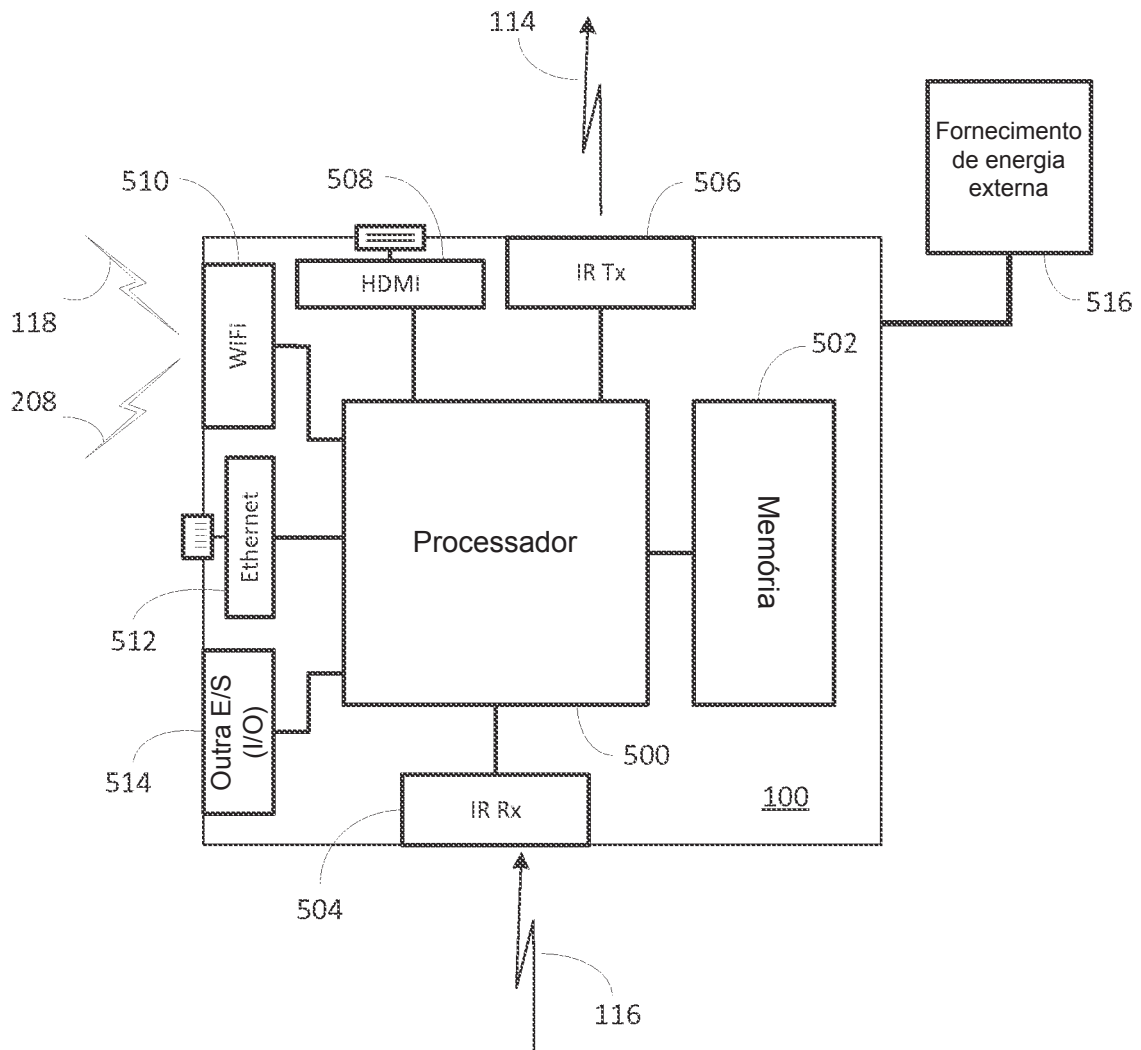 114
Fornecimento
de energia
externa
510
508
506
IR Tx
HDMI
516
118
WiFi
502
208
Processador
Memória
Ethernet
512
Outra E/S
(I/O)
500
514
IR Rx
100
504
116